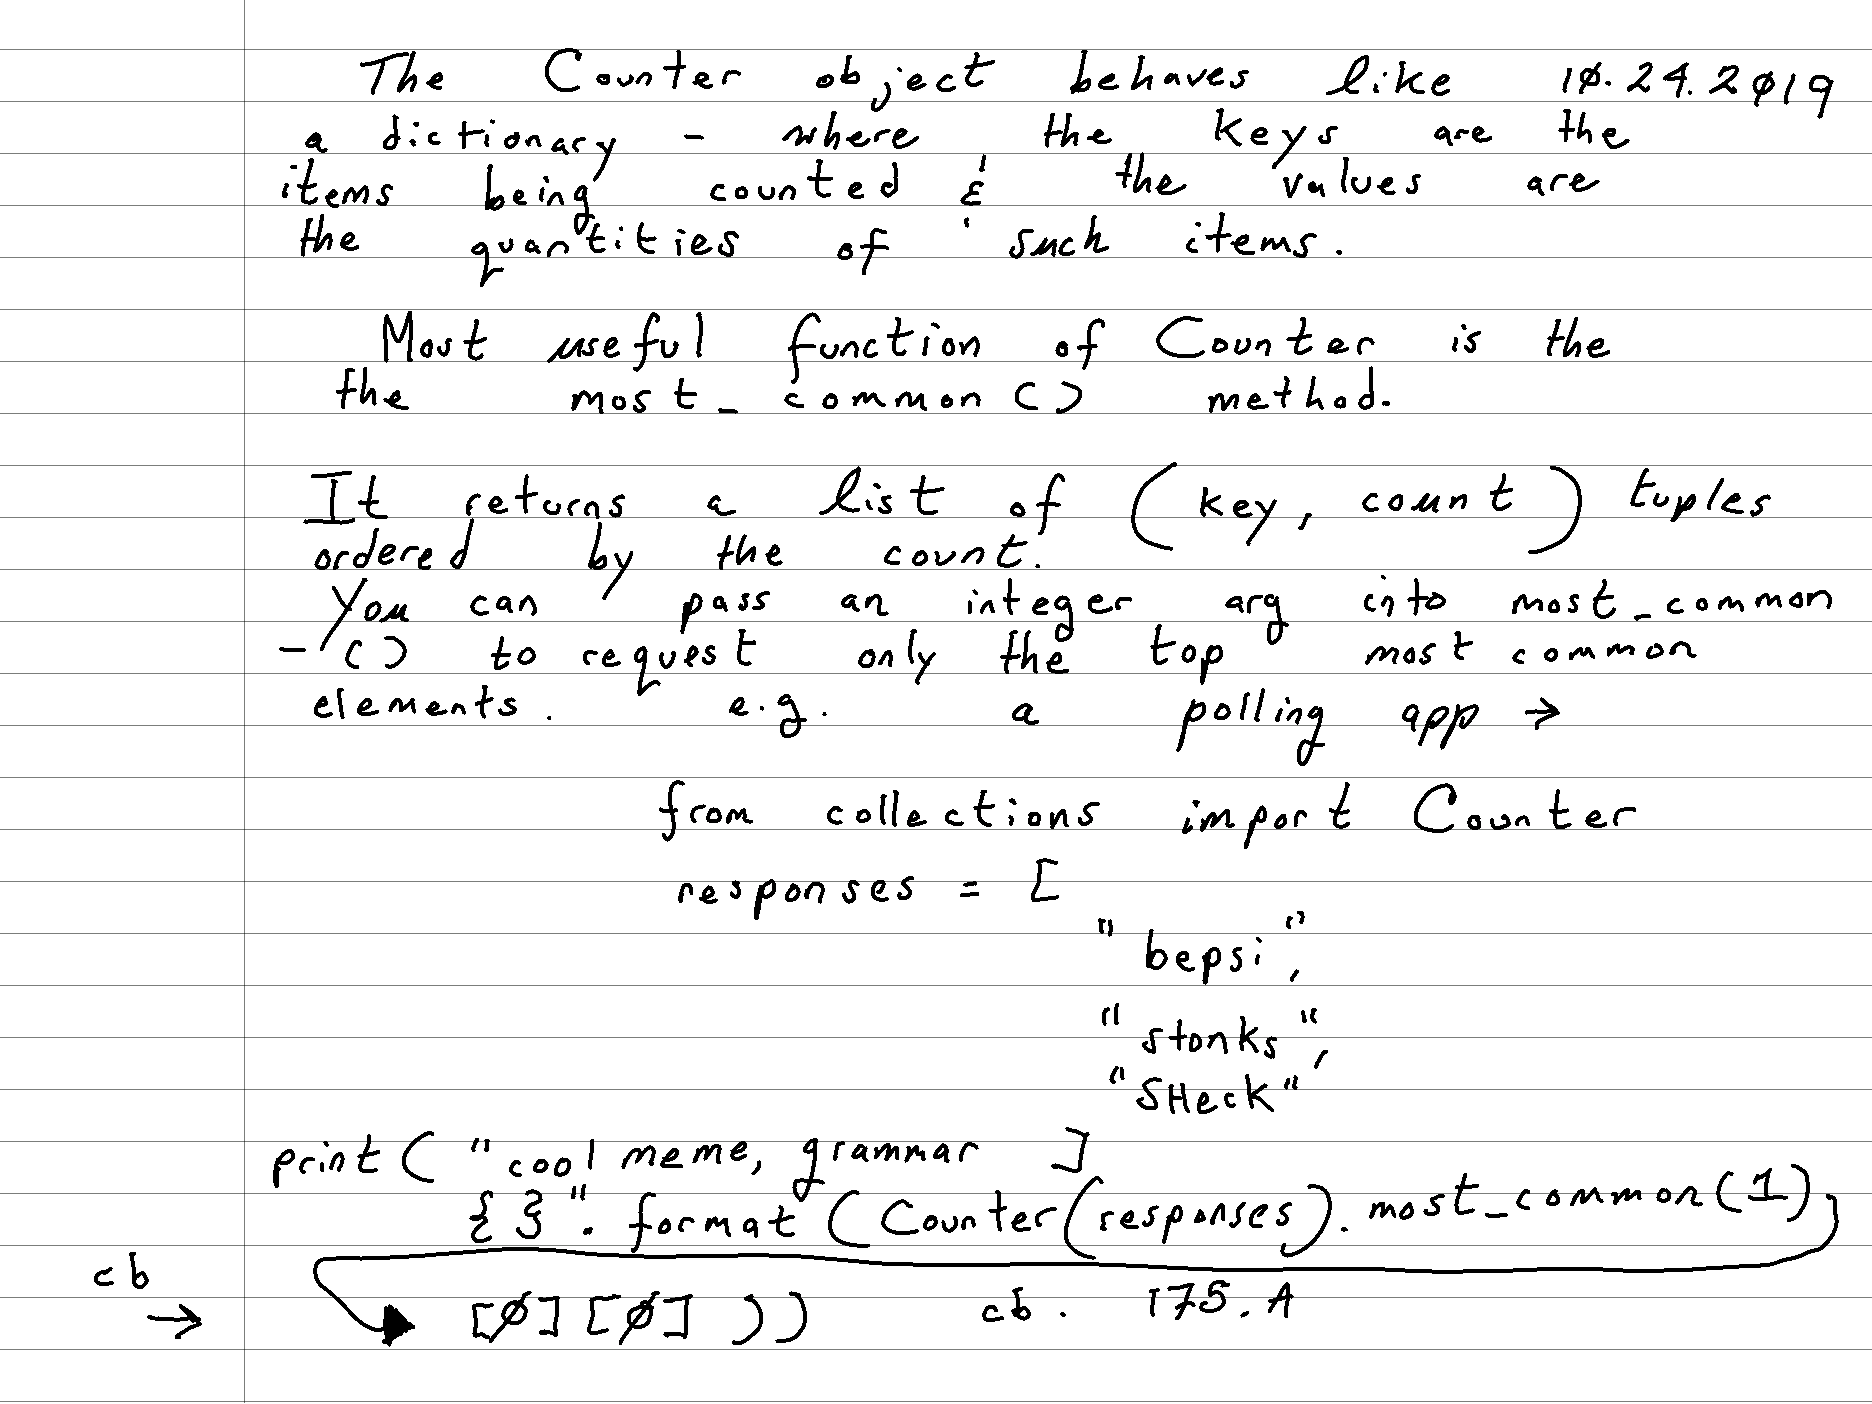 The Counter object behaves like 10.24.2019
a dictionary - where the keys are the
items being counted & the values are
the quantities of such items.
Most useful function of Counter is the
the most_common() method.
It returns a list of (key, count) tuples
ordered by the count.
You can pass an integer arg into most_common
-() to request only the top most common
elements. e.g. a polling app →
from collections import Counter
responses = [
"bepsi",
"stonks",
"SHeck"
]
print("cool meme, grammar
{}".format(Counter(responses).most_common(1)
cb
→ [0][0])) cb. 175.A